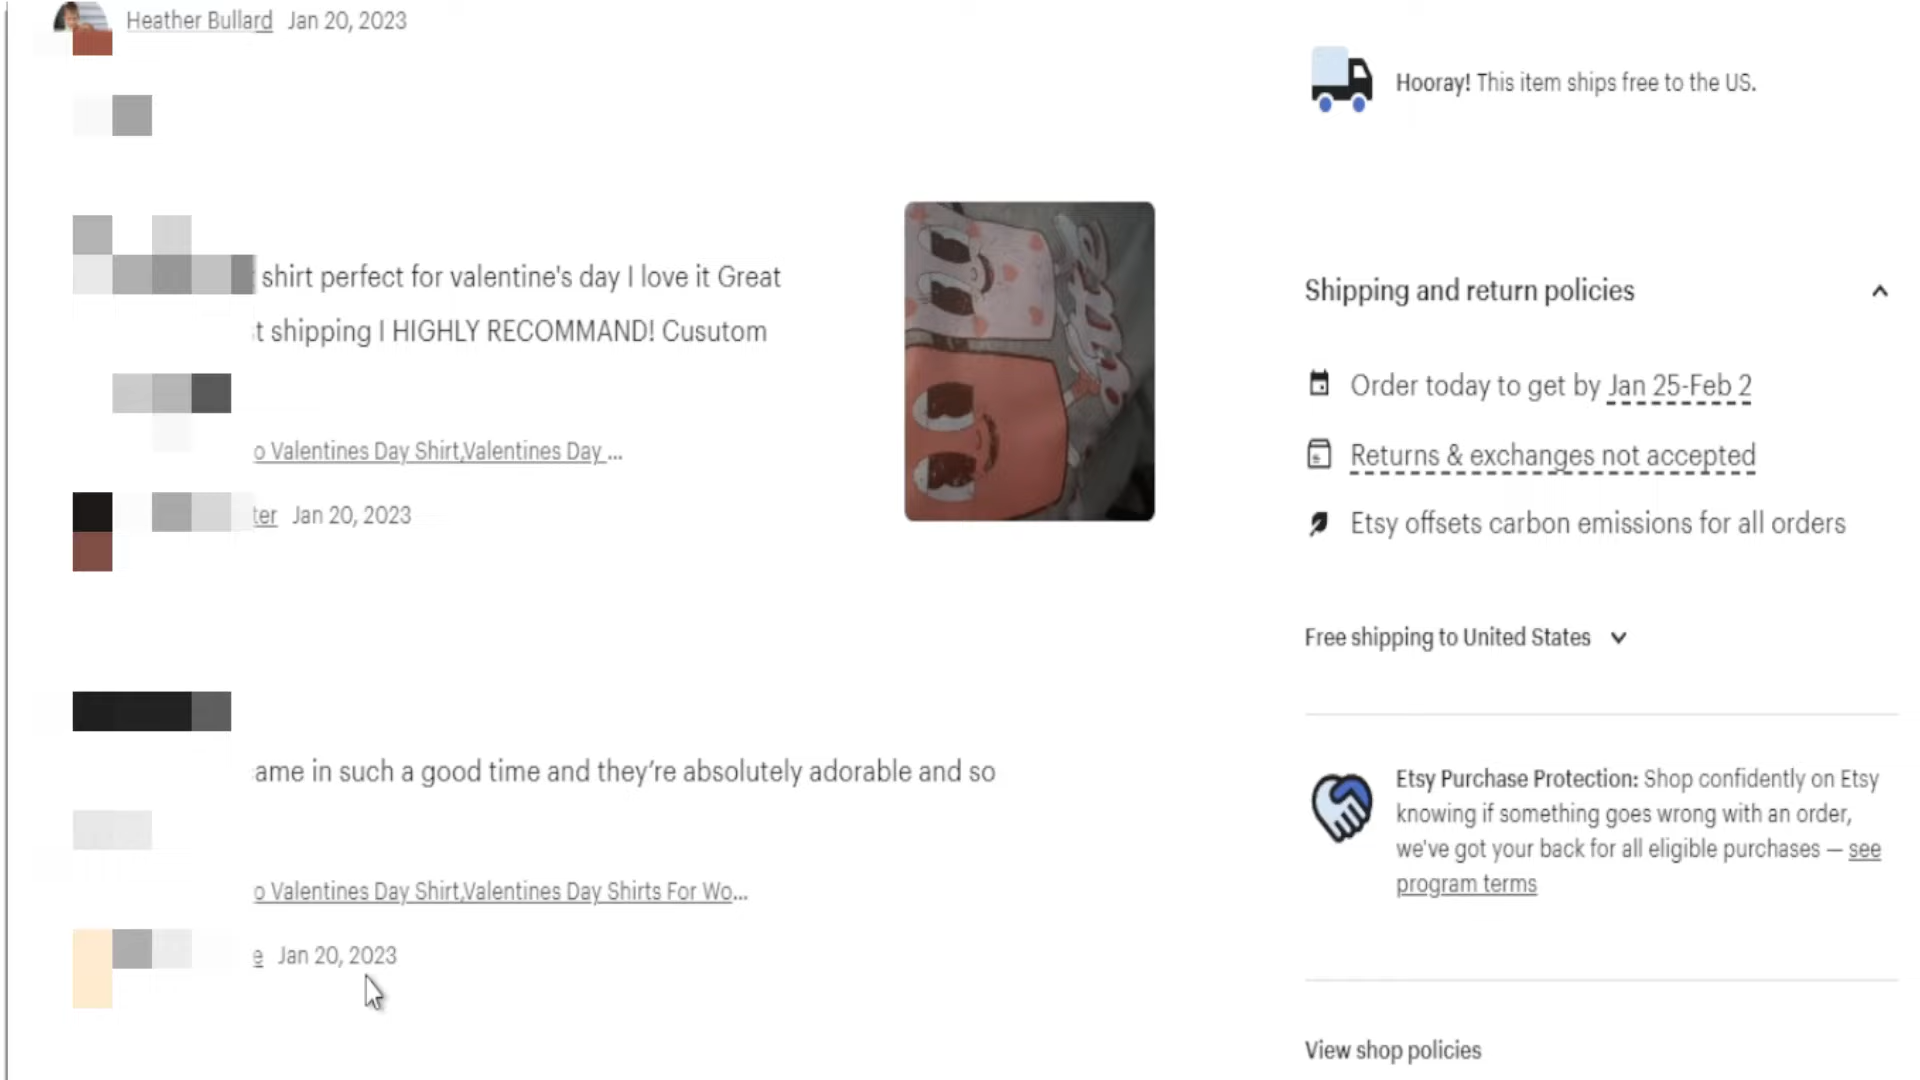 Heather Bullard Jan 20, 2023
shirt perfect for valentine's day I love it Great
shipping I HIGHLY RECOMMAND! Cusutom
Valentines Day Shirt,Valentines Day ...
Jan 20, 2023
in such a good time and they’re absolutely adorable and so
Valentines Day Shirt,Valentines Day Shirts For Wo...
Jan 20, 2023
Hooray! This item ships free to the US.
Shipping and return policies
Order today to get by Jan 25-Feb 2
Returns & exchanges not accepted
Etsy offsets carbon emissions for all orders
Free shipping to United States
Etsy Purchase Protection: Shop confidently on Etsy
knowing if something goes wrong with an order,
we've got your back for all eligible purchases — see
program terms
View shop policies